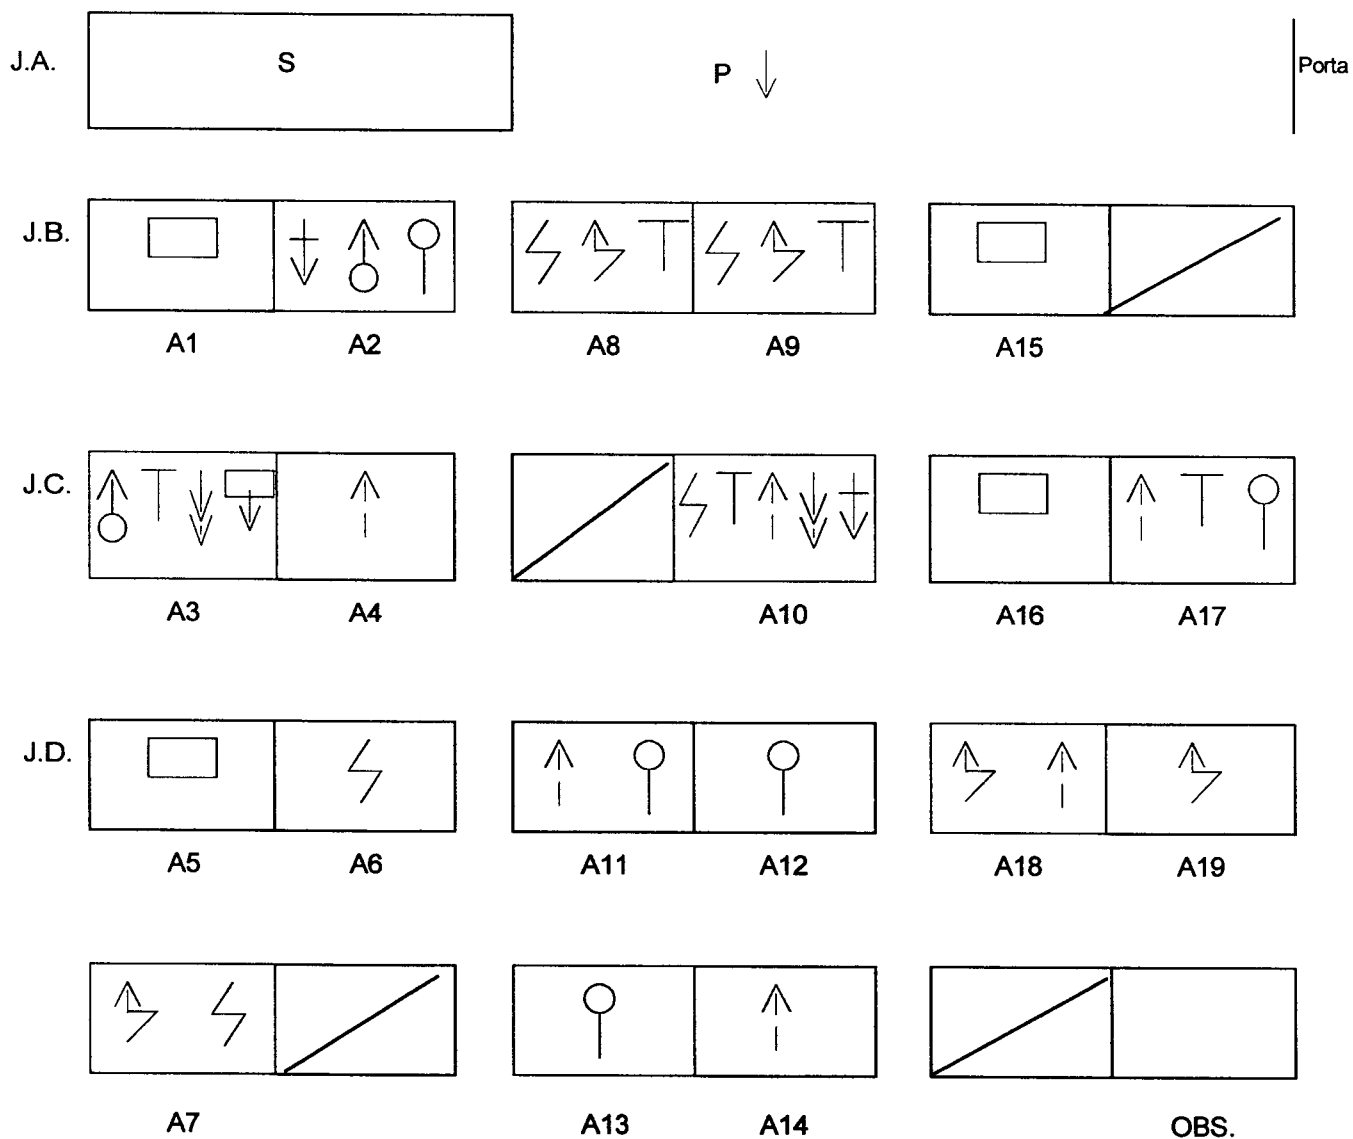 J.A. S P Porta
J.B.
A1 A2 A8 A9 A15
J.C.
A3 A4 A10 A16 A17
J.D.
A5 A6 A11 A12 A18 A19
A7 A13 A14 OBS.